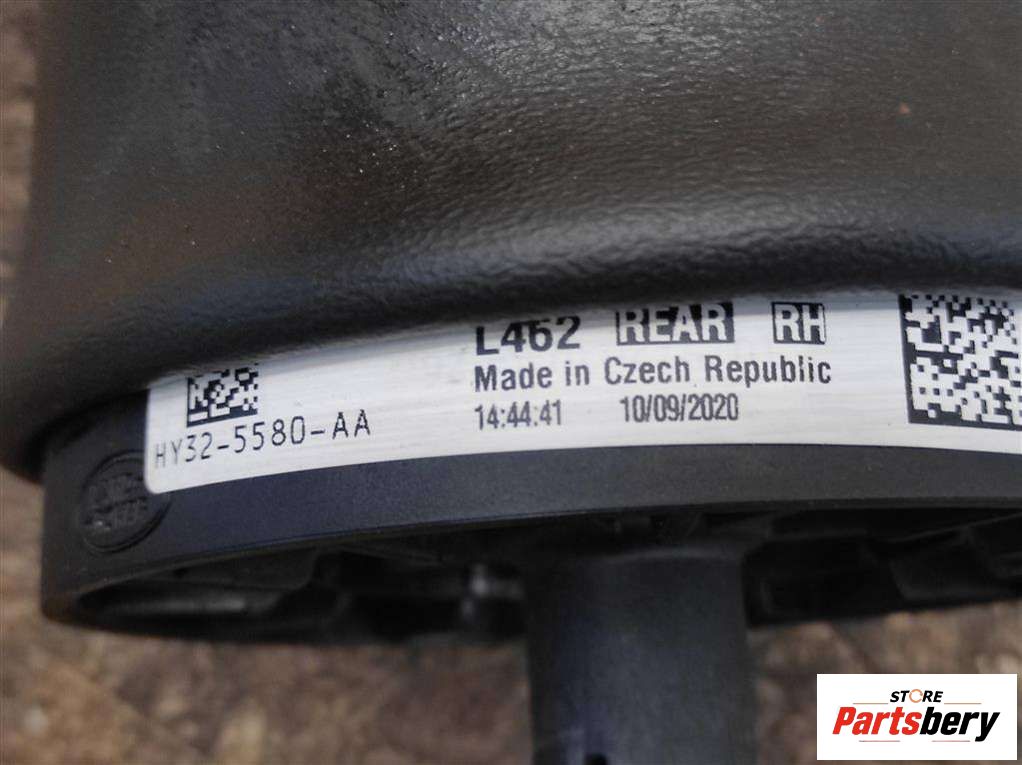 L462 REAR RH
Made in Czech Republic
14:44:41 10/09/2020
HY32-5580-AA
STORE
Partsbery